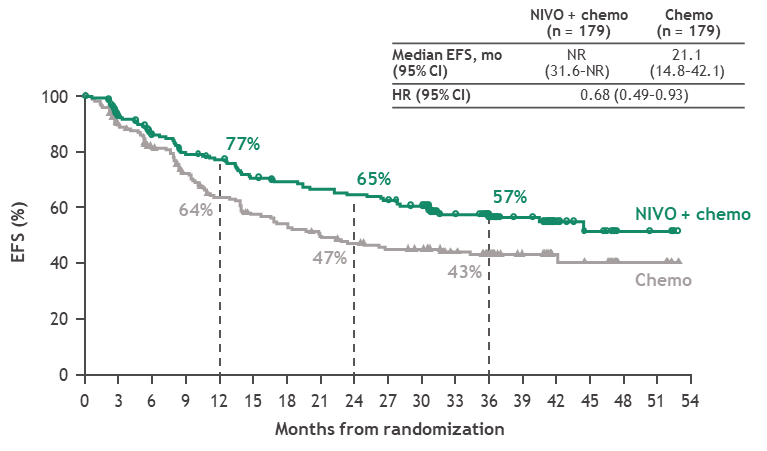 NIVO + chemo Chemo
(n = 179) (n = 179)
Median EFS, mo NR 21.1
(95% CI) (31.6-NR) (14.8-42.1)
HR (95% CI) 0.68 (0.49-0.93)
100
80
60
40
20
0
EFS (%)
77%
65%
57%
64%
47%
43%
NIVO + chemo
Chemo
0 3 6 9 12 15 18 21 24 27 30 33 36 39 42 45 48 51 54
Months from randomization